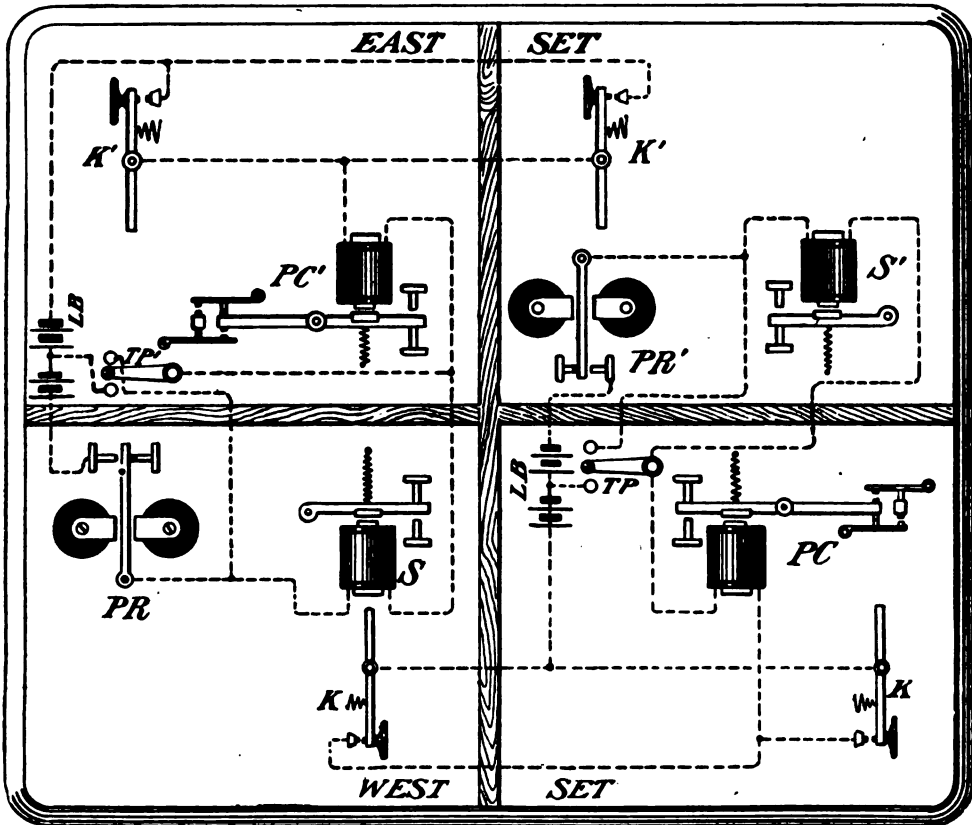 EAST SET
K'
K'
PC'
S'
LB
TP'
PR'
LB
TP
S
PC
PR
K
K
WEST SET